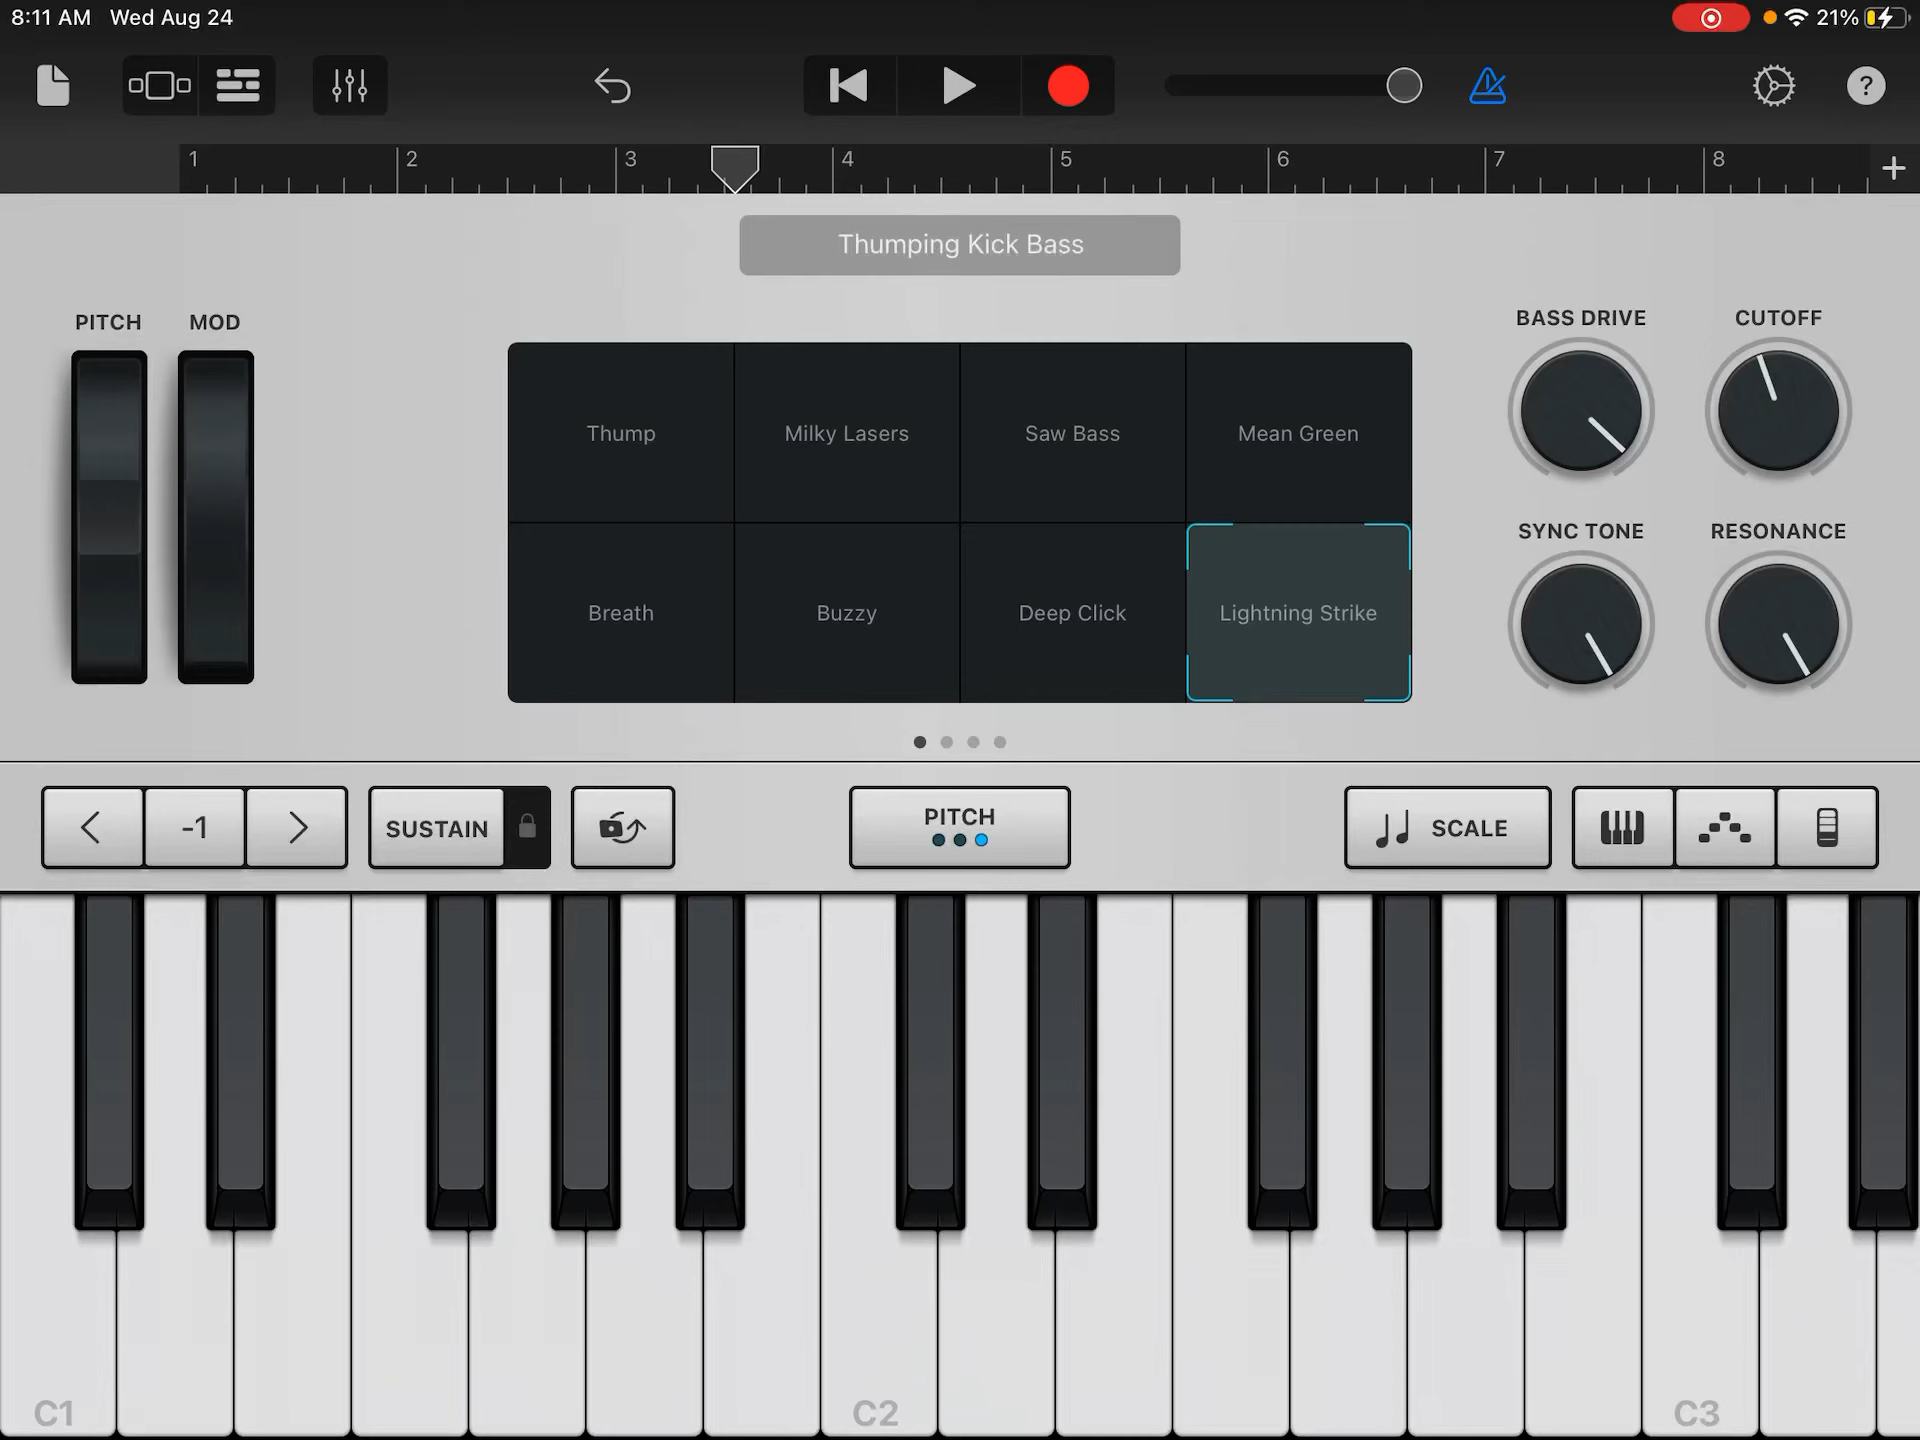 8:11 AM Wed Aug 24
21%
?
1 2 3 4 5 6 7 8 +
Thumping Kick Bass
PITCH MOD
BASS DRIVE CUTOFF
Thump Milky Lasers Saw Bass Mean Green
SYNC TONE RESONANCE
Breath Buzzy Deep Click Lightning Strike
-1 SUSTAIN PITCH SCALE
C1 C2 C3